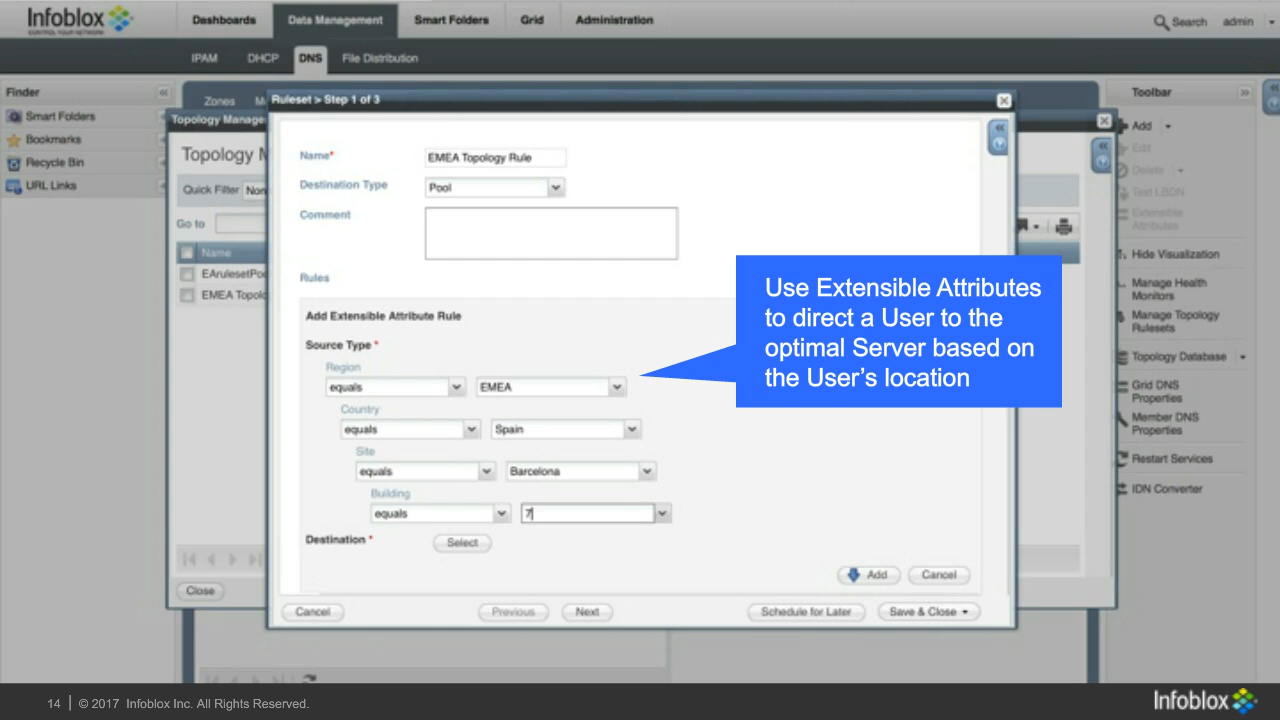 Infoblox
CONTROL YOUR NETWORK
Dashboards
Data Management
Smart Folders
Grid
Administration
Search
admin
IPAM
DHCP
DNS
File Distribution
Finder
Smart Folders
Bookmarks
Recycle Bin
URL Links
Zones
Topology Manage
Topology M
Quick Filter
Non
Go to
Name
EArulesetPo
EMEA Topolo
Close
Ruleset > Step 1 of 3
Name*
EMEA Topology Rule
Destination Type
Pool
Comment
Rules
Add Extensible Attribute Rule
Source Type *
Region
equals
EMEA
Country
equals
Spain
Site
equals
Barcelona
Building
equals
7
Destination *
Select
Add
Cancel
Cancel
Previous
Next
Schedule for Later
Save & Close
Use Extensible Attributes
to direct a User to the
optimal Server based on
the User's location
Toolbar
Add
Edit
Delete
Test LBDN
Extensible
Attributes
Hide Visualization
Manage Health
Monitors
Manage Topology
Rulesets
Topology Database
Grid DNS
Properties
Member DNS
Properties
Restart Services
IDN Converter
14 | © 2017 Infoblox Inc. All Rights Reserved.
Infoblox